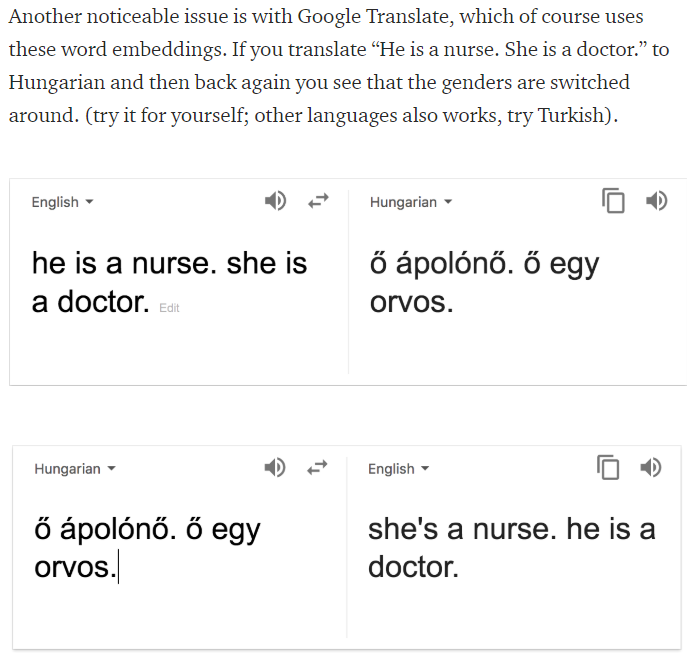 Another noticeable issue is with Google Translate, which of course uses
these word embeddings. If you translate “He is a nurse. She is a doctor.” to
Hungarian and then back again you see that the genders are switched
around. (try it for yourself; other languages also works, try Turkish).
English
Hungarian
he is a nurse. she is
a doctor. Edit
ő ápolónő. ő egy
orvos.
Hungarian
English
ő ápolónő. ő egy
orvos.
she's a nurse. he is a
doctor.